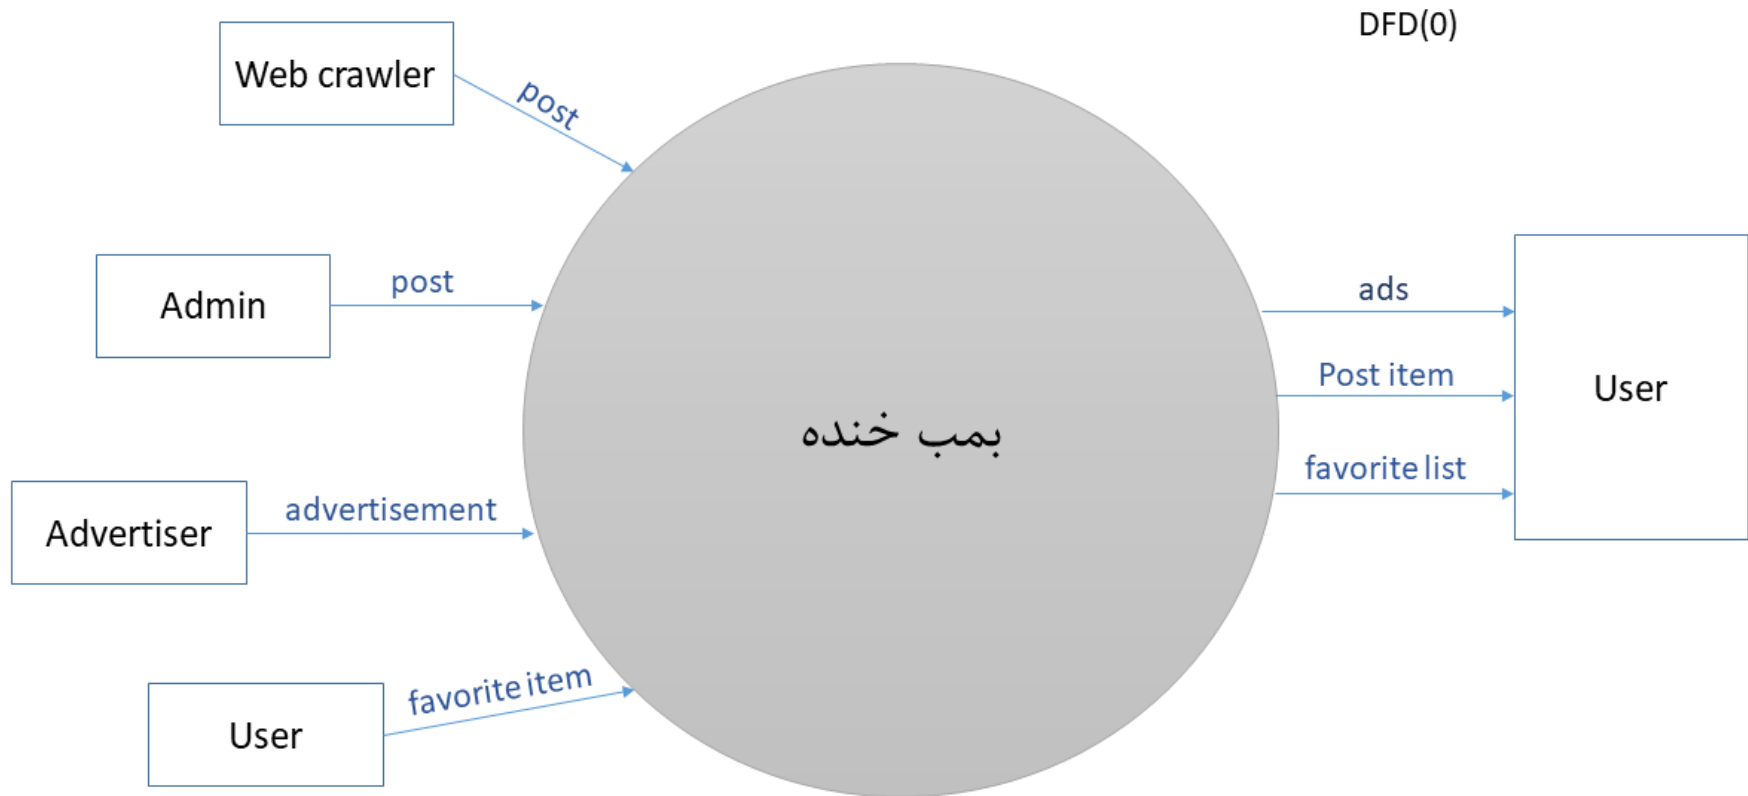 DFD(0)
Web crawler
post
Admin
post
Advertiser
advertisement
User
favorite item
بمب خنده
ads
Post item
favorite list
User